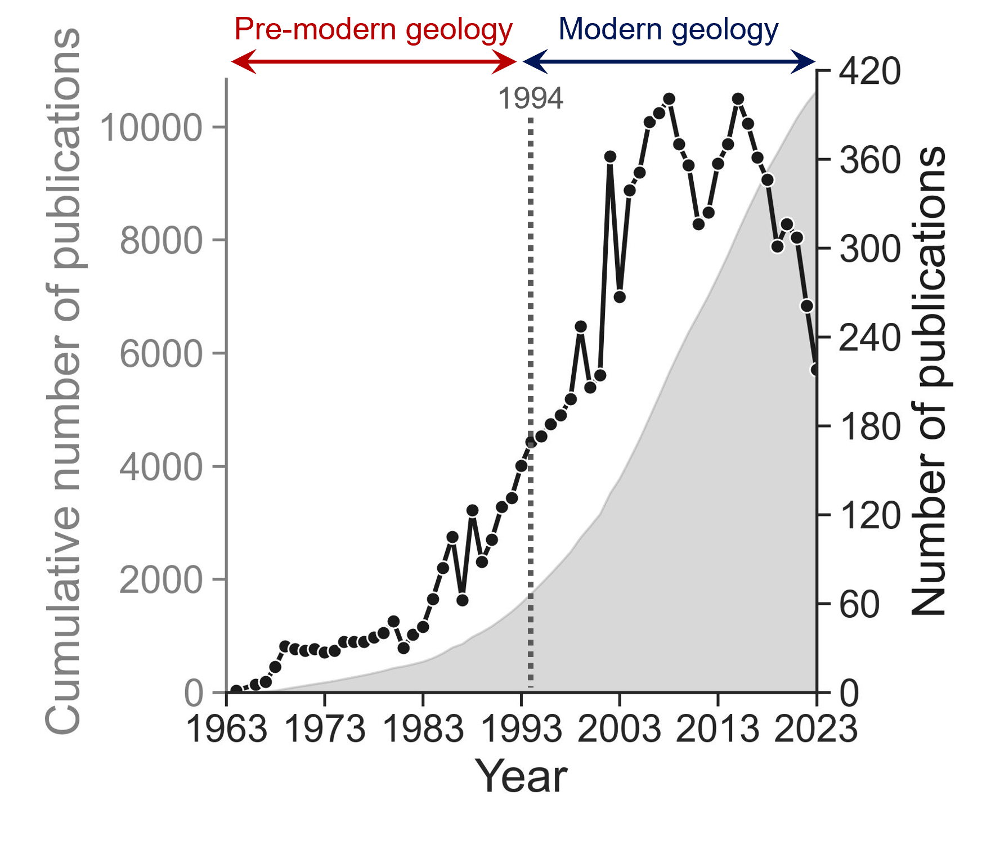 Pre-modern geology
Modern geology
1994
Cumulative number of publications
10000
8000
6000
4000
2000
0
420
360
300
240
180
120
60
0
Number of publications
1963 1973 1983 1993 2003 2013 2023
Year